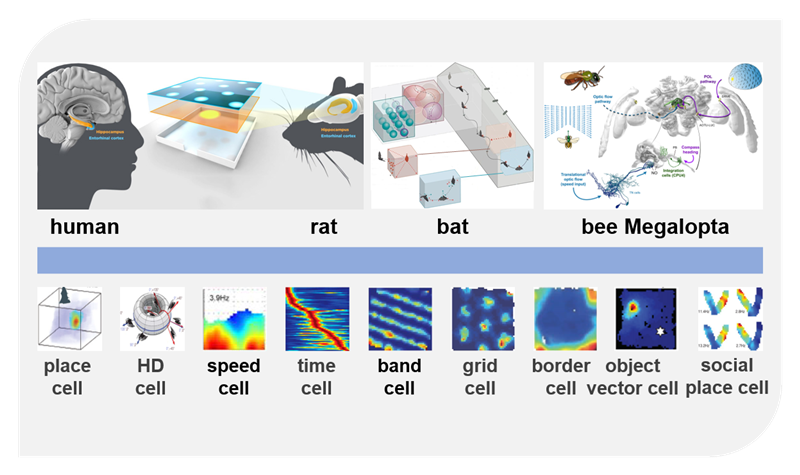 Hippocampus
Entorhinal cortex
Hippocampus
Entorhinal cortex
Optic flow
pathway
POL
pathway
Compass
heading
Translational
optic flow
(speed input)
NO
Integration
cells (CPU4)
human
rat
bat
bee Megalopta
3.9Hz
place
cell
HD
cell
speed
cell
time
cell
band
cell
grid
cell
border
cell
object
vector cell
social
place cell